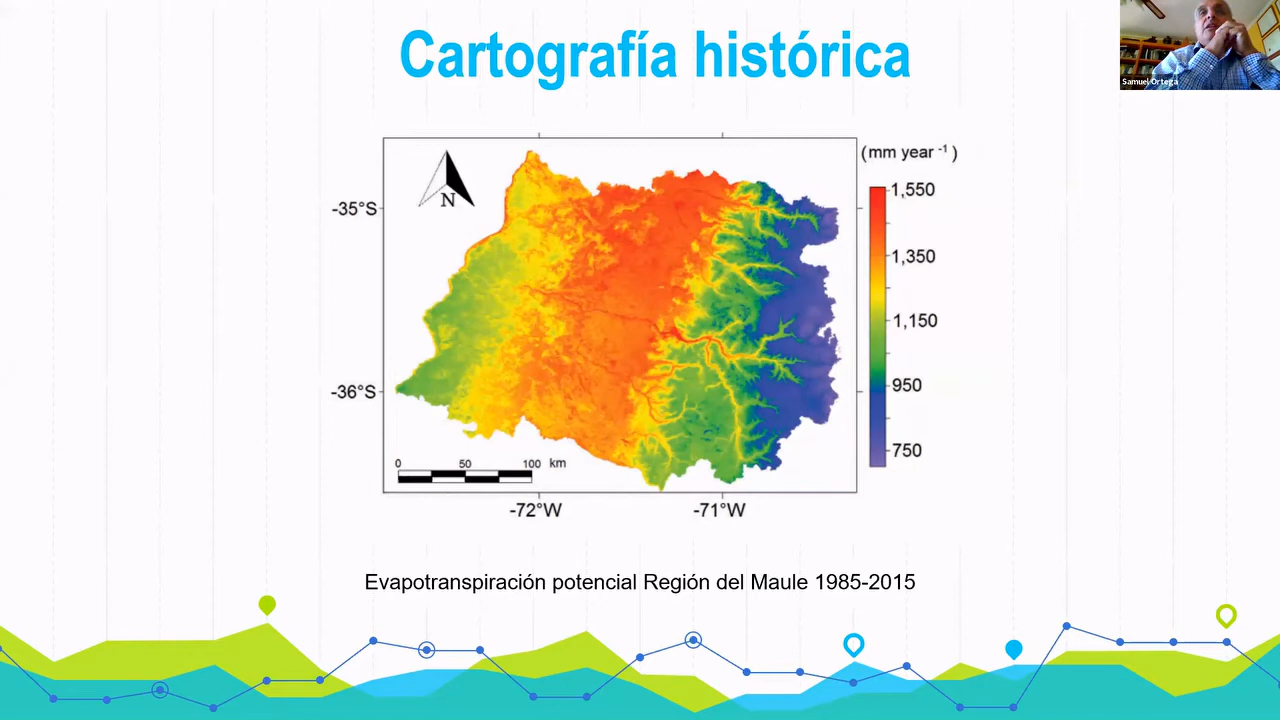 Cartografía histórica
Samuel Ortega
(mm year -1)
N
1,550
1,350
1,150
950
750
-35°S
-36°S
0 50 100 km
-72°W -71°W
Evapotranspiración potencial Región del Maule 1985-2015